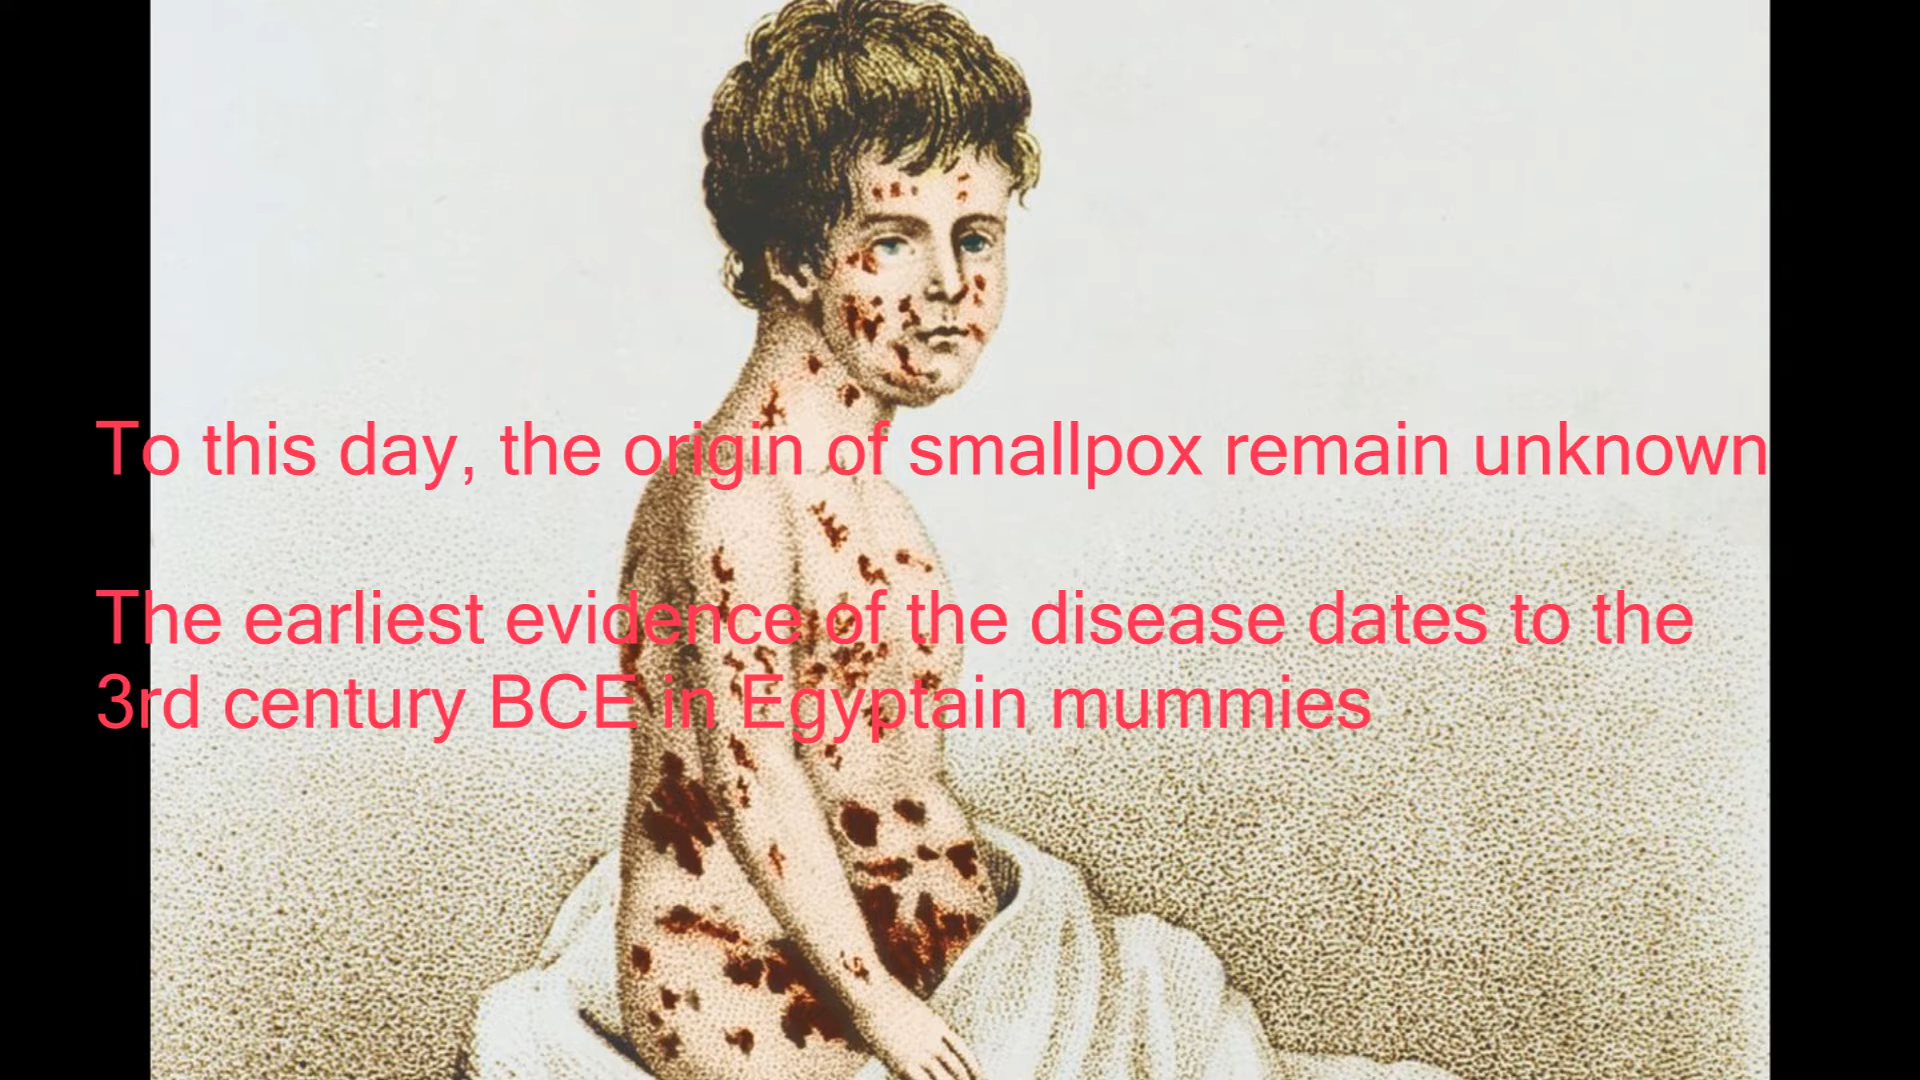 To this day, the origin of smallpox remain unknown
The earliest evidence of the disease dates to the
3rd century BCE in Egyptain mummies